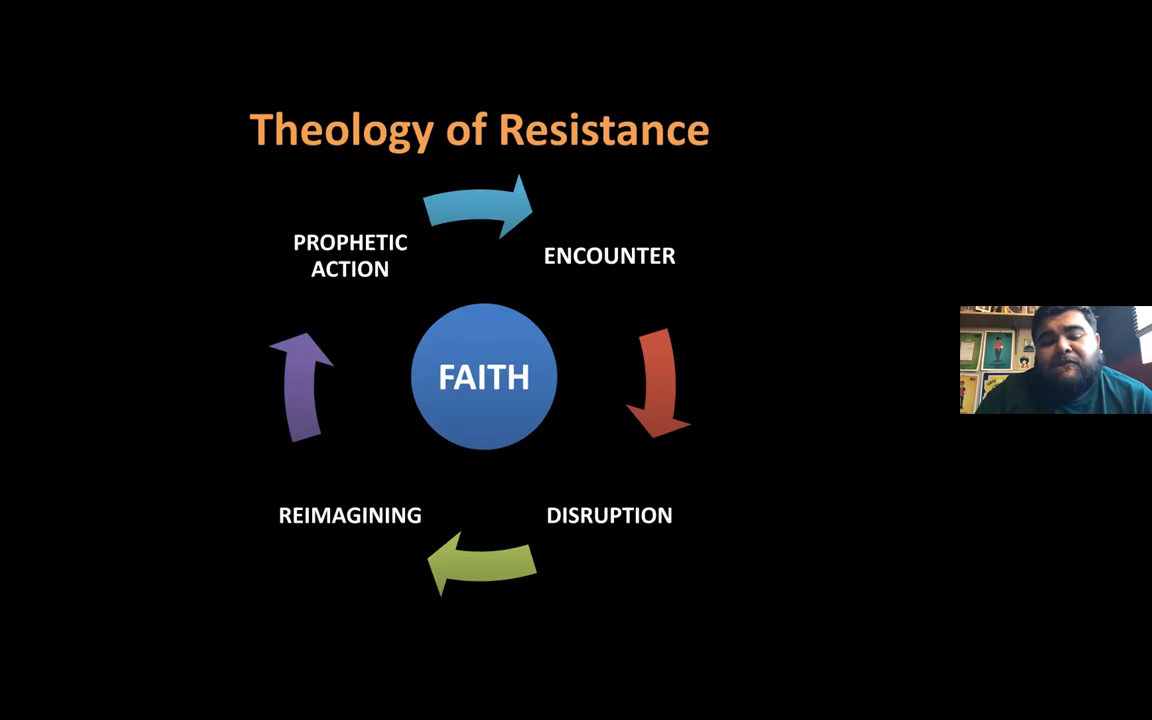 Theology of Resistance
PROPHETIC
ACTION
ENCOUNTER
FAITH
REIMAGINING
DISRUPTION